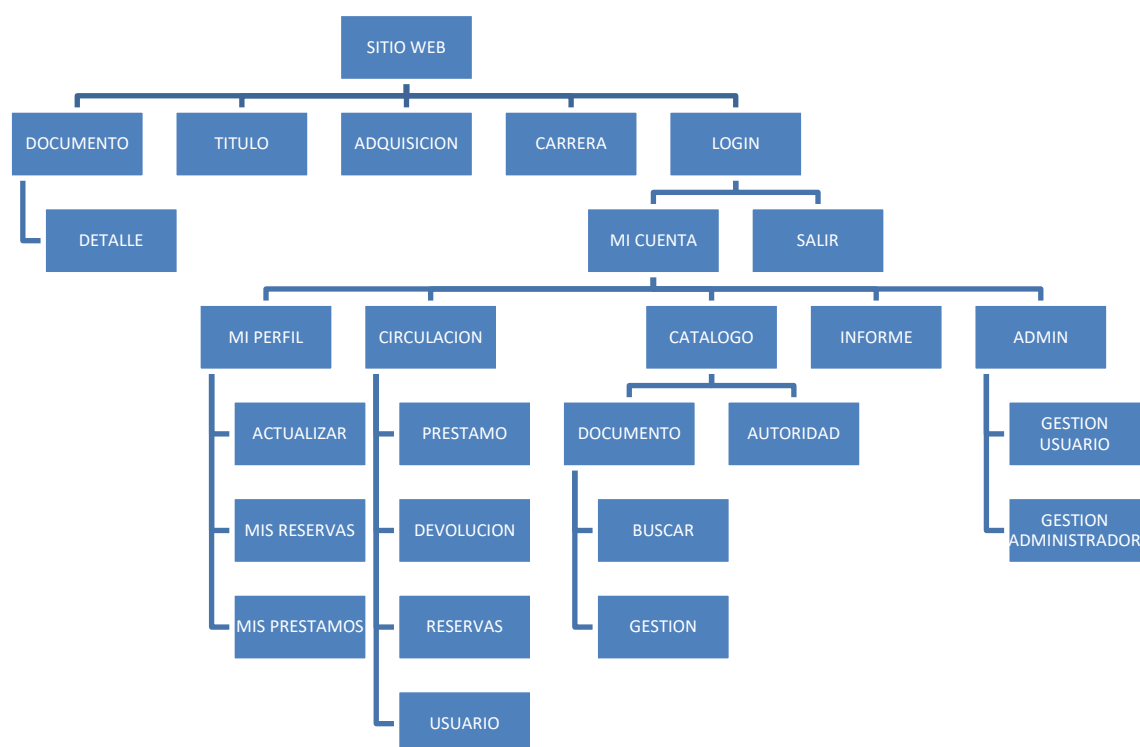 SITIO WEB
DOCUMENTO
TITULO
ADQUISICION
CARRERA
LOGIN
DETALLE
MI CUENTA
SALIR
MI PERFIL
CIRCULACION
CATALOGO
INFORME
ADMIN
ACTUALIZAR
PRESTAMO
DOCUMENTO
AUTORIDAD
GESTION
USUARIO
MIS RESERVAS
DEVOLUCION
BUSCAR
GESTION
ADMINISTRADOR
MIS PRESTAMOS
RESERVAS
GESTION
USUARIO